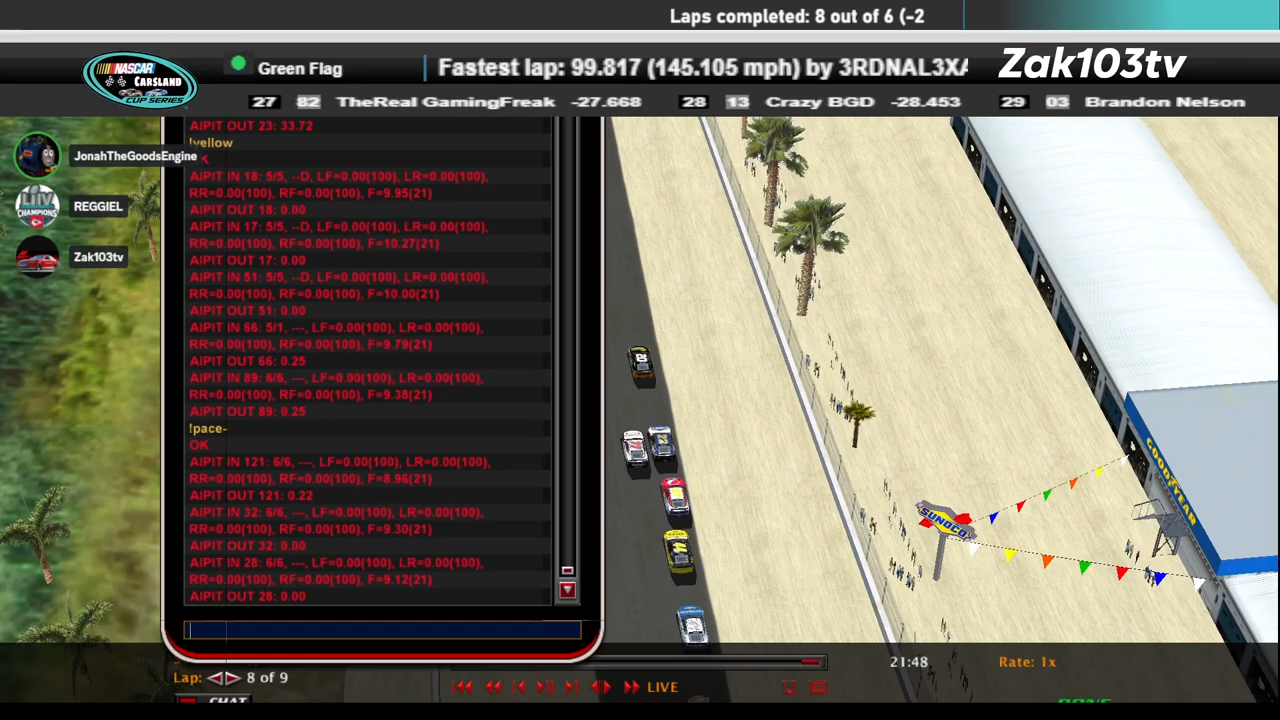 Laps completed: 8 out of 6 (-2
NASCAR
CARSLAND
CUP SERIES
Green Flag
Fastest lap: 99.817 (145.105 mph) by 3RDNAL3XA
Zak103tv
27 82 TheReal GamingFreak -27.668 28 13 Crazy BGD -28.453 29 03 Brandon Nelson
JonahTheGoodsEngine
LIV
CHAMPIONS
REGGIEL
Zak103tv
AIPIT OUT 23: 33.72
!yellow
K
AIPIT IN 18: 5/5, --D, LF=0.00(100), LR=0.00(100),
RR=0.00(100), RF=0.00(100), F=9.95(21)
AIPIT OUT 18: 0.00
AIPIT IN 17: 5/5, --D, LF=0.00(100), LR=0.00(100),
RR=0.00(100), RF=0.00(100), F=10.27(21)
AIPIT OUT 17: 0.00
AIPIT IN 51: 5/5, --D, LF=0.00(100), LR=0.00(100),
RR=0.00(100), RF=0.00(100), F=10.00(21)
AIPIT OUT 51: 0.00
AIPIT IN 66: 5/1, ---, LF=0.00(100), LR=0.00(100),
RR=0.00(100), RF=0.00(100), F=9.79(21)
AIPIT OUT 66: 0.25
AIPIT IN 89: 6/6, ---, LF=0.00(100), LR=0.00(100),
RR=0.00(100), RF=0.00(100), F=9.38(21)
AIPIT OUT 89: 0.25
!pace-
OK
AIPIT IN 121: 6/6, ---, LF=0.00(100), LR=0.00(100),
RR=0.00(100), RF=0.00(100), F=8.96(21)
AIPIT OUT 121: 0.22
AIPIT IN 32: 6/6, ---, LF=0.00(100), LR=0.00(100),
RR=0.00(100), RF=0.00(100), F=9.30(21)
AIPIT OUT 32: 0.00
AIPIT IN 28: 6/6, ---, LF=0.00(100), LR=0.00(100),
RR=0.00(100), RF=0.00(100), F=9.12(21)
AIPIT OUT 28: 0.00
GOODYEAR
SUNOCO
21:48
Rate: 1x
Lap: 8 of 9
LIVE
CHAT